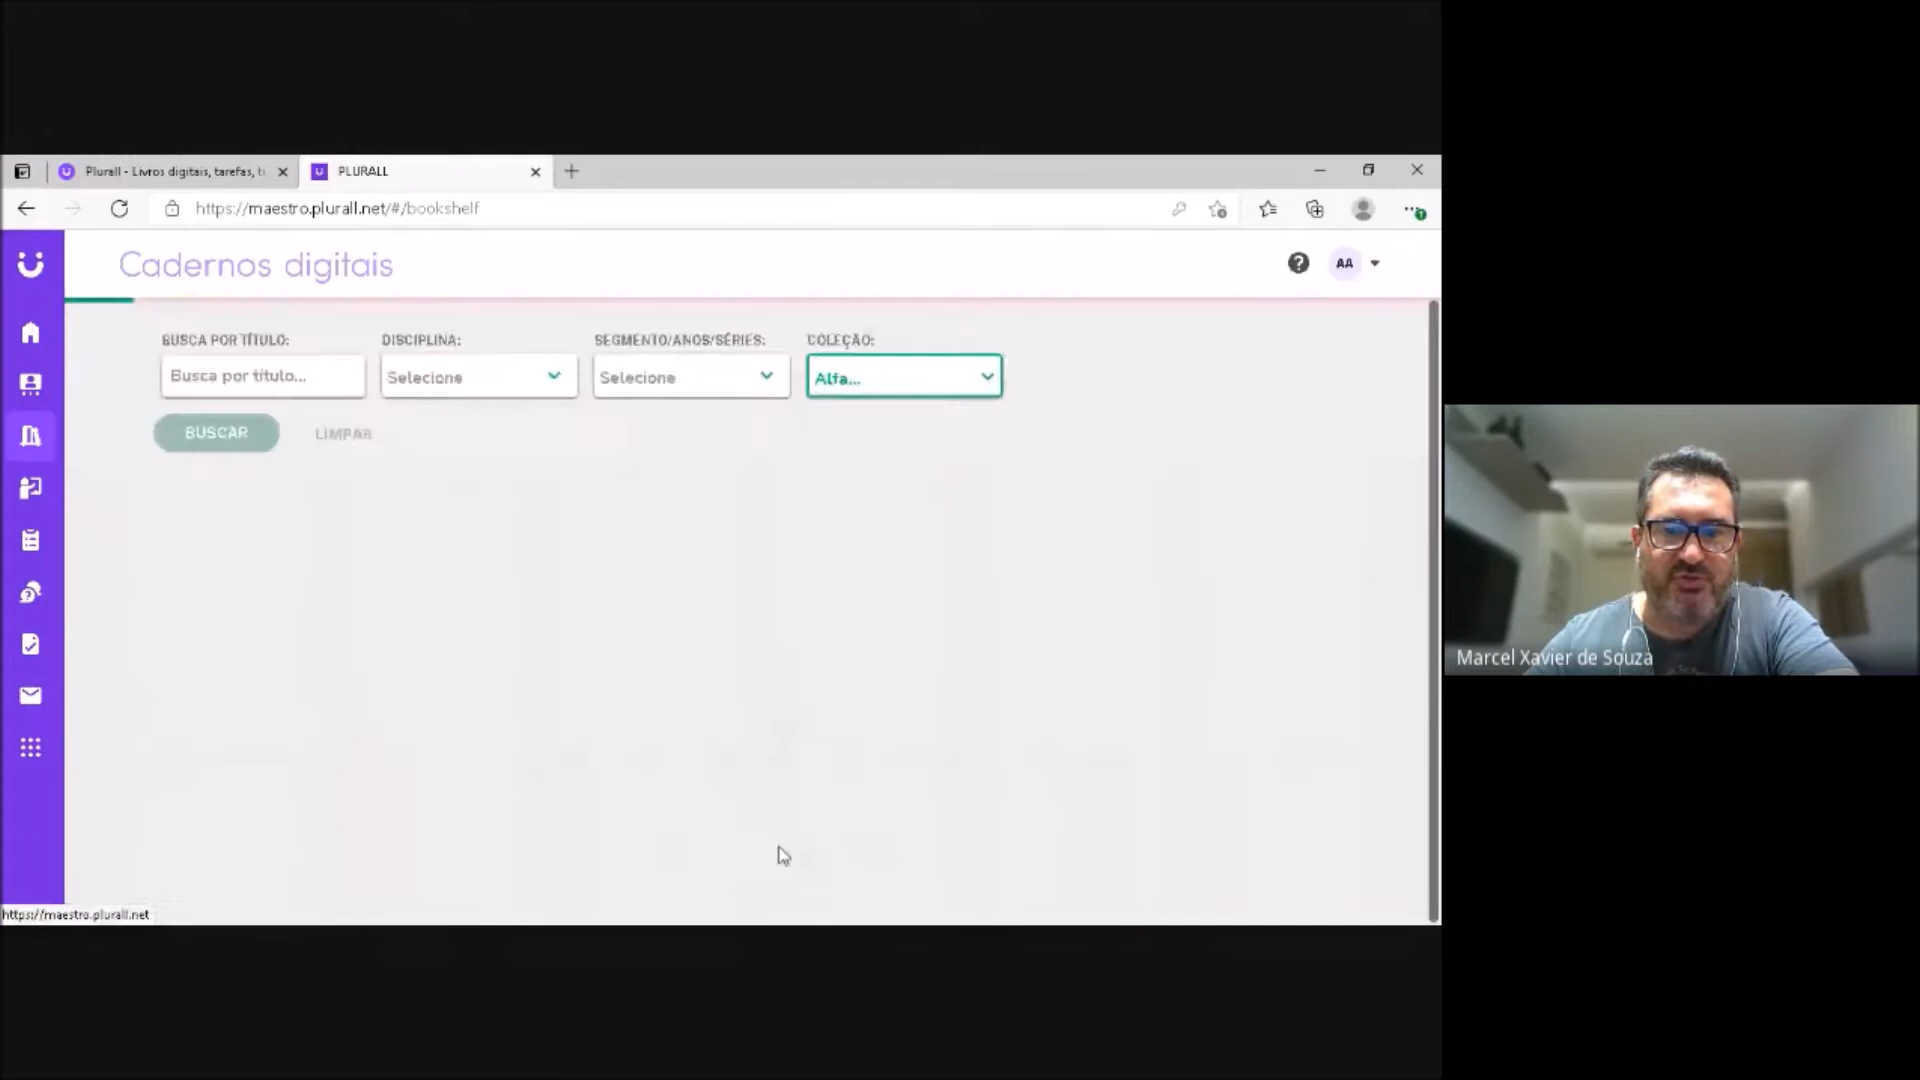 Plurall - Livros digitais, tarefas, t
PLURALL
https://maestro.plurall.net/#/bookshelf
Cadernos digitais
AA
BUSCA POR TÍTULO:
DISCIPLINA:
SEGMENTO/ANOS/SÉRIES:
COLEÇÃO:
Busca por título...
Selecione
Selecione
Alfa...
BUSCAR
LIMPAR
https://maestro.plurall.net
Marcel Xavier de Souza